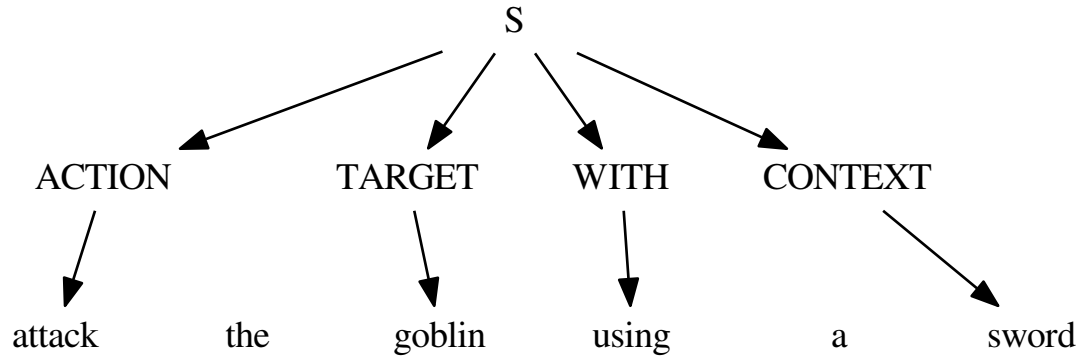 S
ACTION TARGET WITH CONTEXT
attack the goblin using a sword